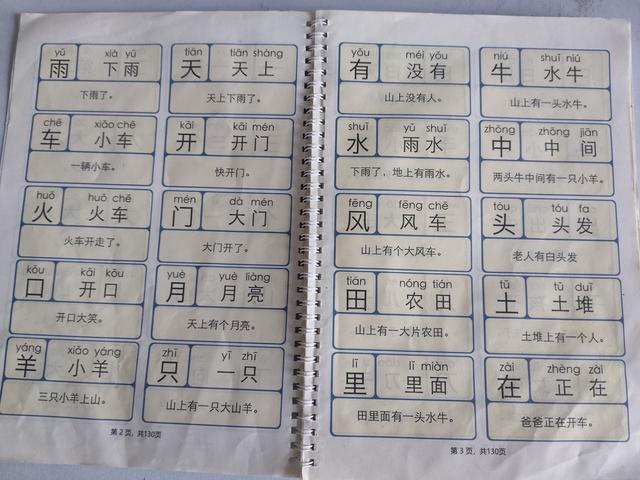 yǔ xià yǔ
雨 下雨
下雨了。
tiān tiān shàng
天 天上
天上下雨了。
chē xiǎo chē
车 小车
一辆小车。
kāi kāi mén
开 开门
快开门。
huǒ huǒ chē
火 火车
火车开走了。
mén dà mén
门 大门
大门开了。
kǒu kāi kǒu
口 开口
开口大笑。
yuè yuè liàng
月 月亮
天上有个月亮。
yáng xiǎo yáng
羊 小羊
三只小羊上山。
zhī yī zhī
只 一只
山上有一只大山羊。
第2页，共130页
yǒu méi yǒu
有 没有
山上没有人。
niú shuǐ niú
牛 水牛
山上有一头水牛。
shuǐ yǔ shuǐ
水 雨水
下雨了，地上有雨水。
zhōng zhōng jiān
中 中间
两头牛中间有一只小羊。
fēng fēng chē
风 风车
山上有个大风车。
tóu tóu fa
头 头发
老人有白头发
tián nóng tián
田 农田
山上有一大片农田。
tǔ tǔ duī
土 土堆
土堆上有一个人。
lǐ lǐ miàn
里 里面
田里面有一头水牛。
zài zhèng zài
在 正在
爸爸正在开车。
第3页，共130页